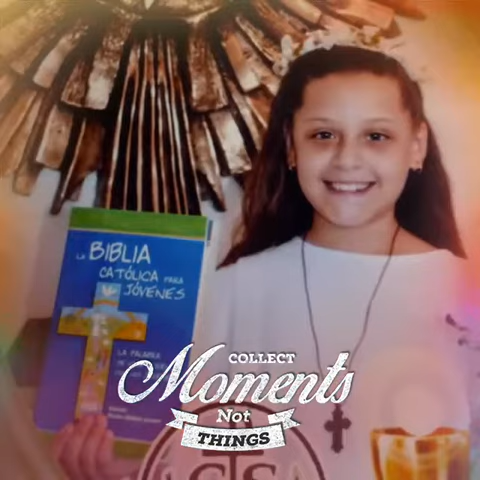 LA BIBLIA
CATÓLICA PARA
JÓVENES
LA PALABRA
COLLECT
Moments
Not
THINGS